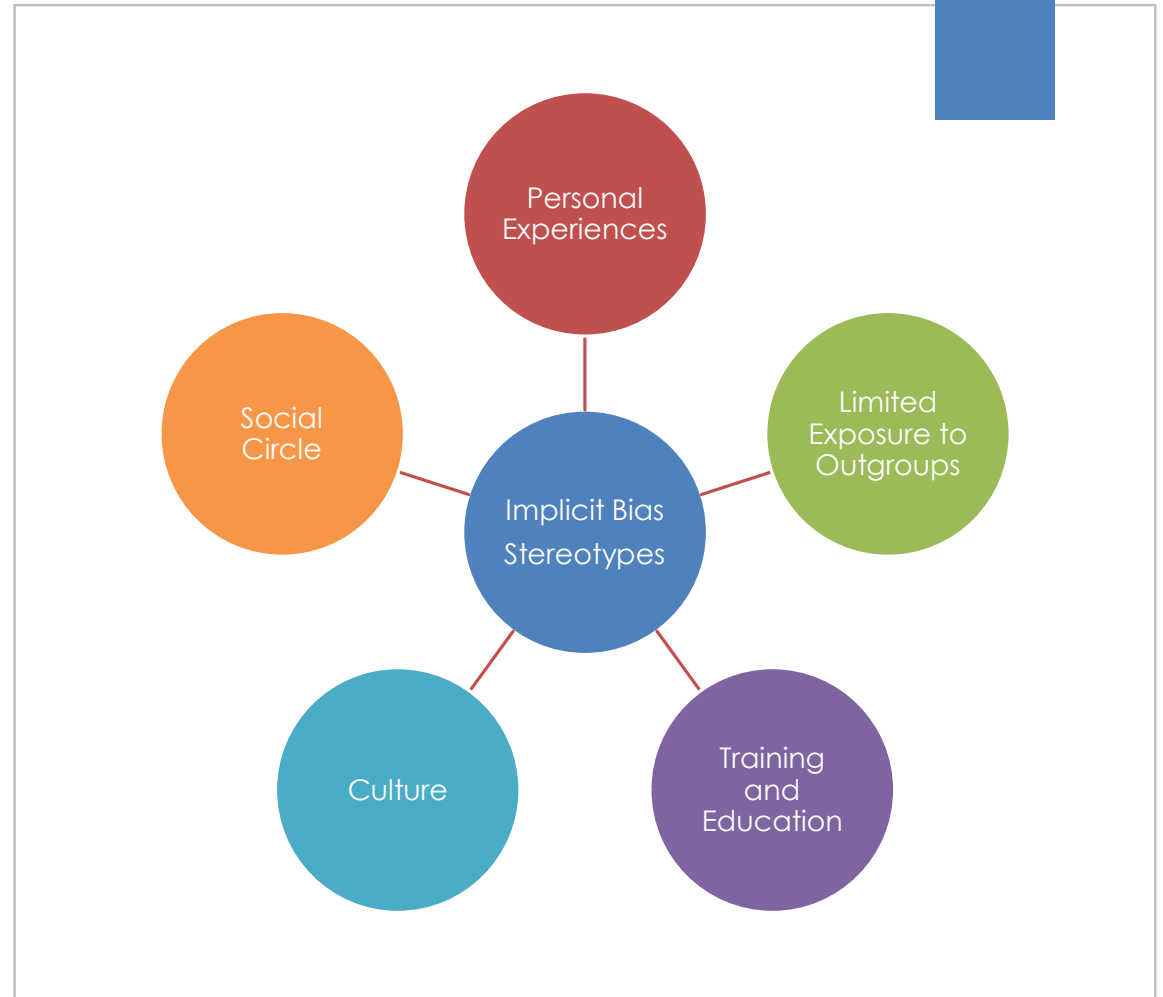 Personal
Experiences
Limited
Exposure to
Outgroups
Training
and
Education
Culture
Social
Circle
Implicit Bias
Stereotypes